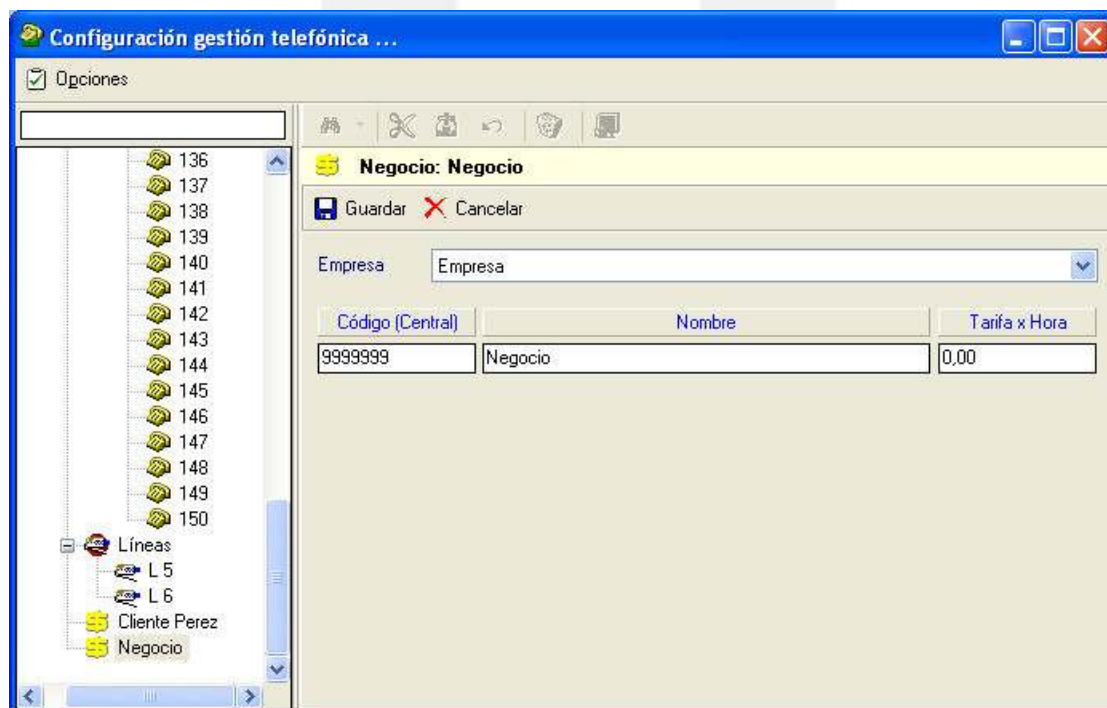 Configuración gestión telefónica ...
Opciones
136
137
138
139
140
141
142
143
144
145
146
147
148
149
150
Líneas
L 5
L 6
Cliente Perez
Negocio
Negocio: Negocio
Guardar Cancelar
Empresa Empresa
Código (Central) Nombre Tarifa x Hora
9999999 Negocio 0,00